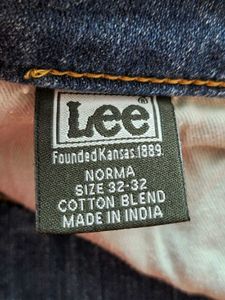 Lee®
Founded Kansas.1889.
NORMA
SIZE 32-32
COTTON BLEND
MADE IN INDIA